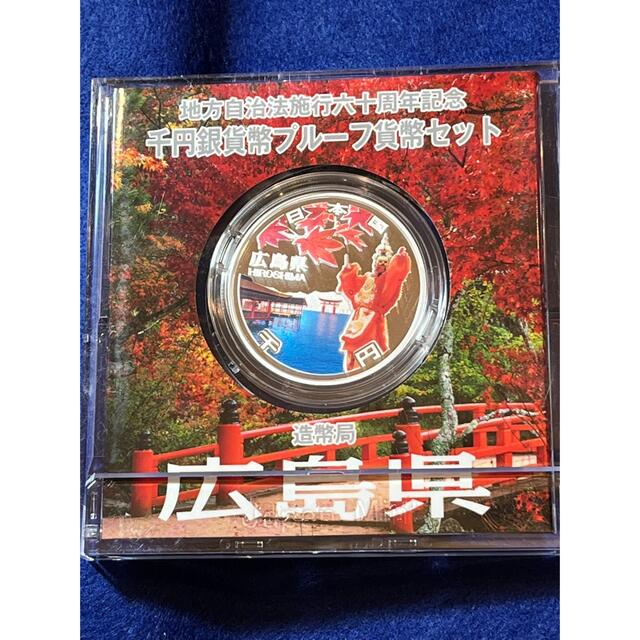 地方自治法施行六十周年記念
千円銀貨幣プルーフ貨幣セット
日本国
広島県
HIROSHIMA
千円
造幣局
広島県
Japan Mint